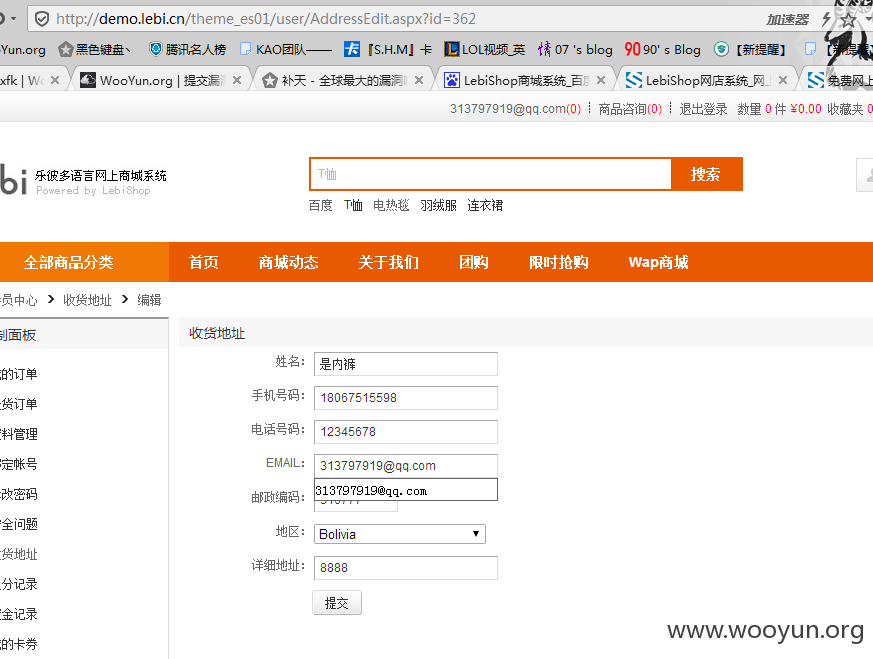 http://demo.lebi.cn/theme_es01/user/AddressEdit.aspx?id=362
加速器
Yun.org 黑色键盘丶 腾讯名人榜 KAO团队—— 『S.H.M』卡 LOL视频_英 07 's blog 90' s Blog 【新提醒】 【新提醒】
xfk | W WooYun.org | 提交漏 补天 - 全球最大的漏洞 LebiShop商城系统_百 LebiShop网店系统_网 免费网上
313797919@qq.com(0) 商品咨询(0) 退出登录 数量 0 件 ¥0.00 收藏夹 0
bi 乐彼多语言网上商城系统
Powered by LebiShop
T恤 搜索
百度 T恤 电热毯 羽绒服 连衣裙
全部商品分类 首页 商城动态 关于我们 团购 限时抢购 Wap商城
员中心 收货地址 编辑
制面板
的订单
货订单
料管理
定帐号
改密码
全问题
货地址
分记录
金记录
的卡券
收货地址
姓名: 是内裤
手机号码: 18067515598
电话号码: 12345678
EMAIL: 313797919@qq.com
313797919@qq.com
邮政编码:
地区: Bolivia
详细地址: 8888
提交
www.wooyun.org